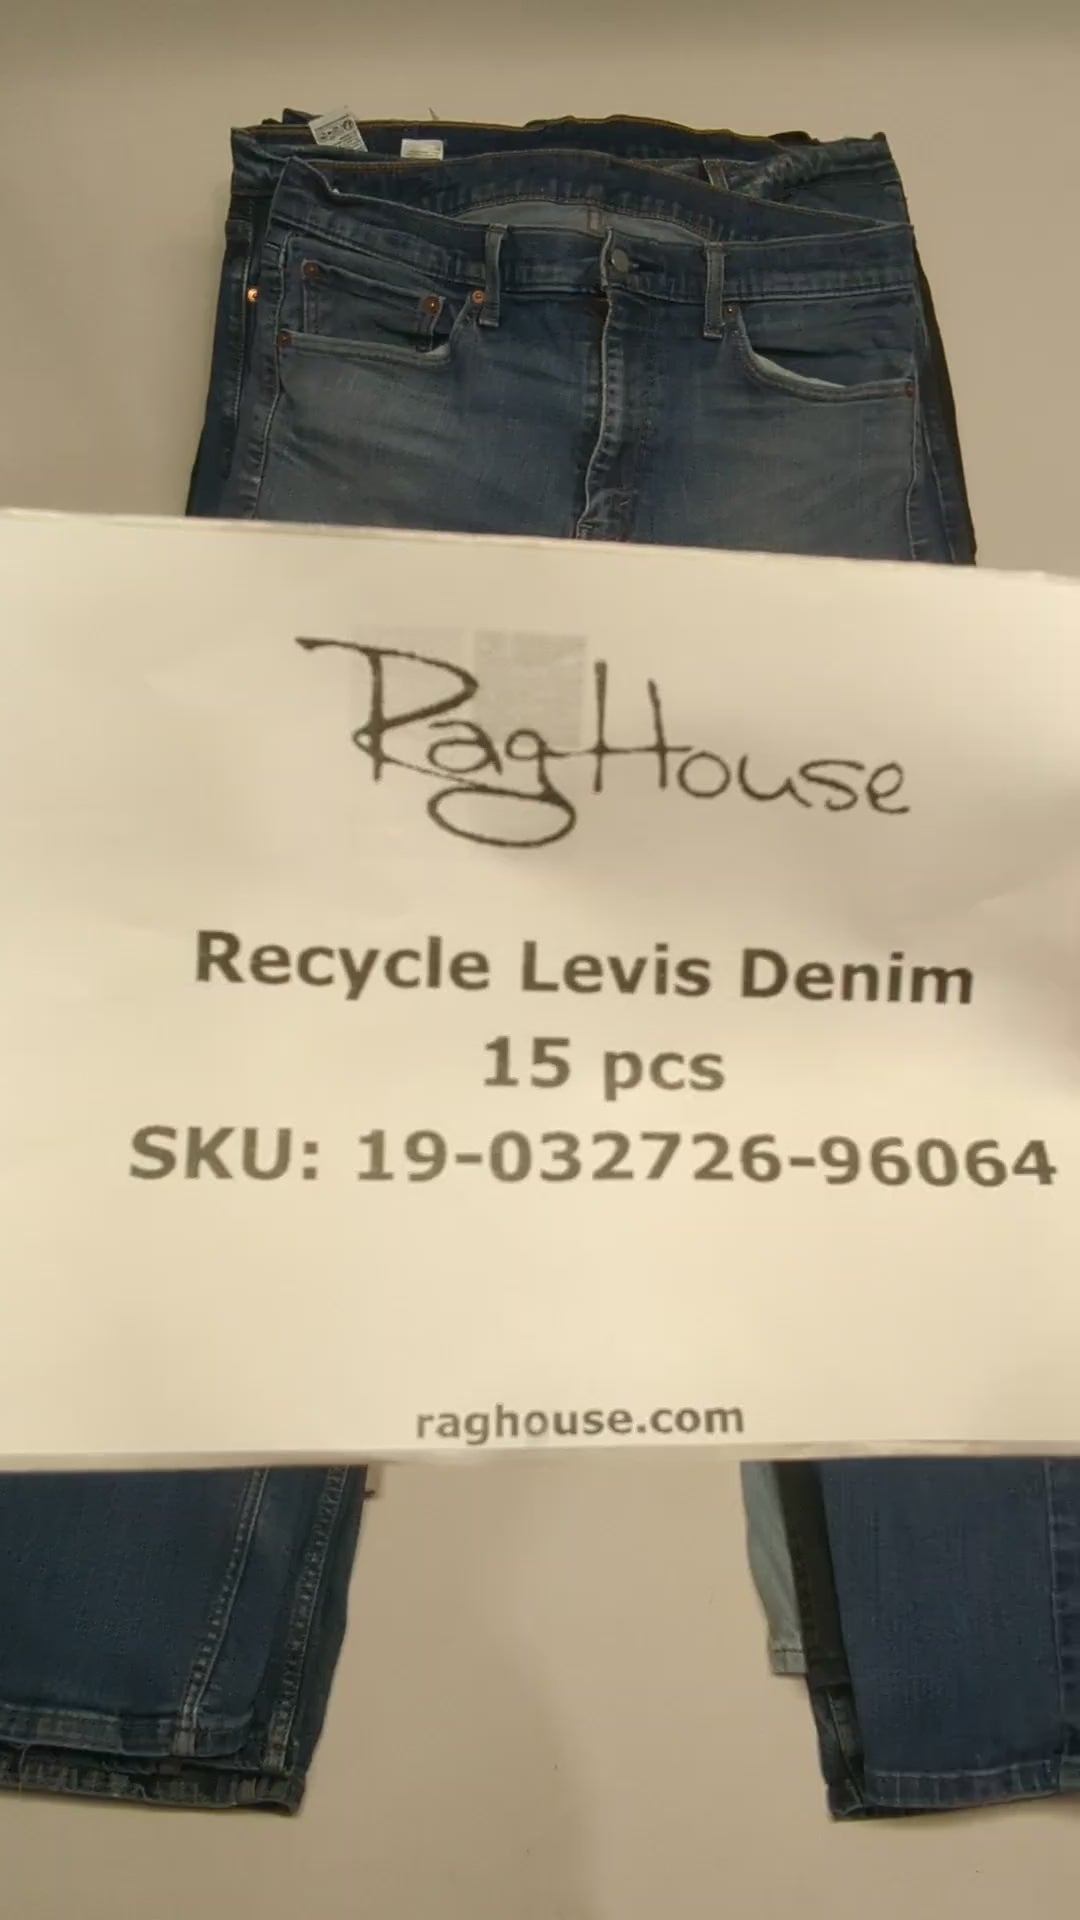 RagHouse
Recycle Levis Denim
15 pcs
SKU: 19-032726-96064
raghouse.com